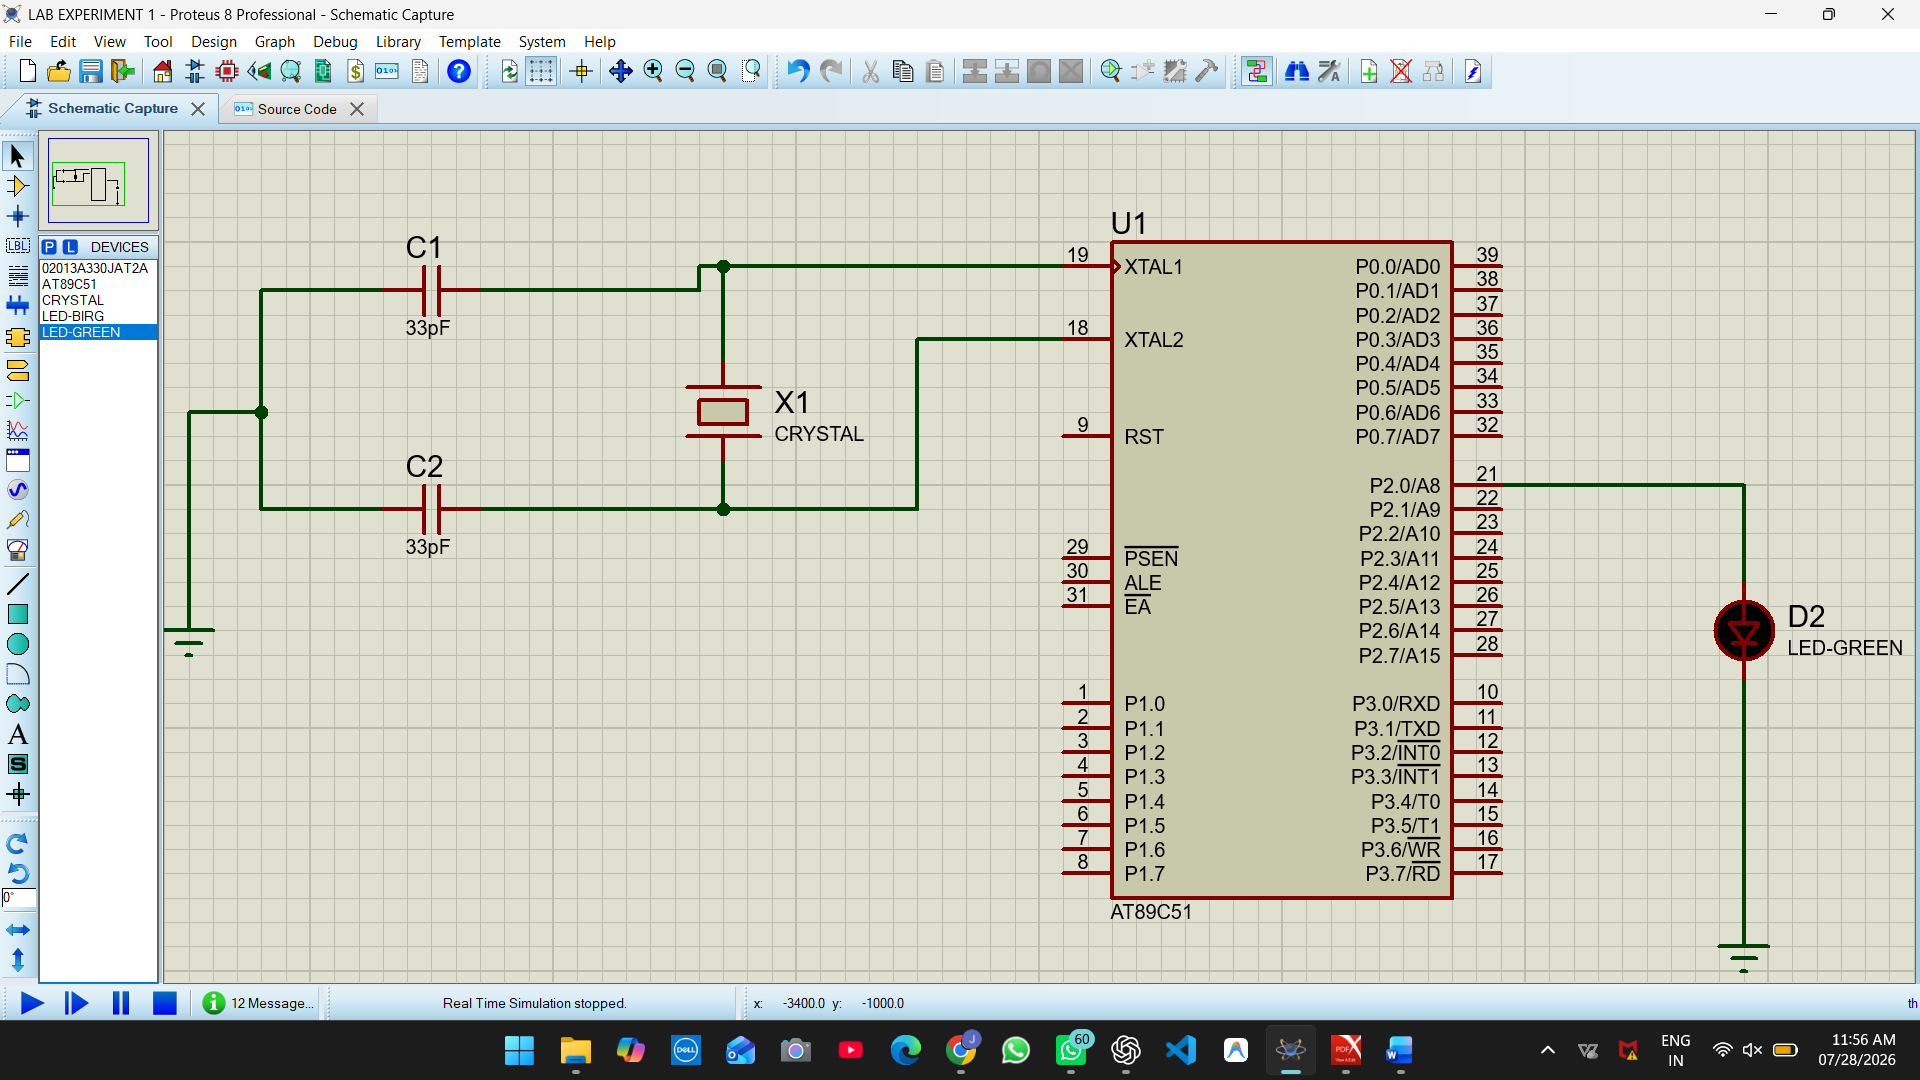 LAB EXPERIMENT 1 - Proteus 8 Professional - Schematic Capture
File Edit View Tool Design Graph Debug Library Template System Help
Schematic Capture
Source Code
P L DEVICES
02013A330JAT2A
AT89C51
CRYSTAL
LED-BIRG
LED-GREEN
LBL
A
S
0°
C1
33pF
C2
33pF
X1
CRYSTAL
U1
19 XTAL1
18 XTAL2
9 RST
29 PSEN
30 ALE
31 EA
1 P1.0
2 P1.1
3 P1.2
4 P1.3
5 P1.4
6 P1.5
7 P1.6
8 P1.7
P0.0/AD0 39
P0.1/AD1 38
P0.2/AD2 37
P0.3/AD3 36
P0.4/AD4 35
P0.5/AD5 34
P0.6/AD6 33
P0.7/AD7 32
P2.0/A8 21
P2.1/A9 22
P2.2/A10 23
P2.3/A11 24
P2.4/A12 25
P2.5/A13 26
P2.6/A14 27
P2.7/A15 28
P3.0/RXD 10
P3.1/TXD 11
P3.2/INT0 12
P3.3/INT1 13
P3.4/T0 14
P3.5/T1 15
P3.6/WR 16
P3.7/RD 17
AT89C51
D2
LED-GREEN
12 Message...
Real Time Simulation stopped.
x: -3400.0 y: -1000.0
th
DELL
J
60
PDF
W
ENG
IN
11:56 AM
07/28/2026